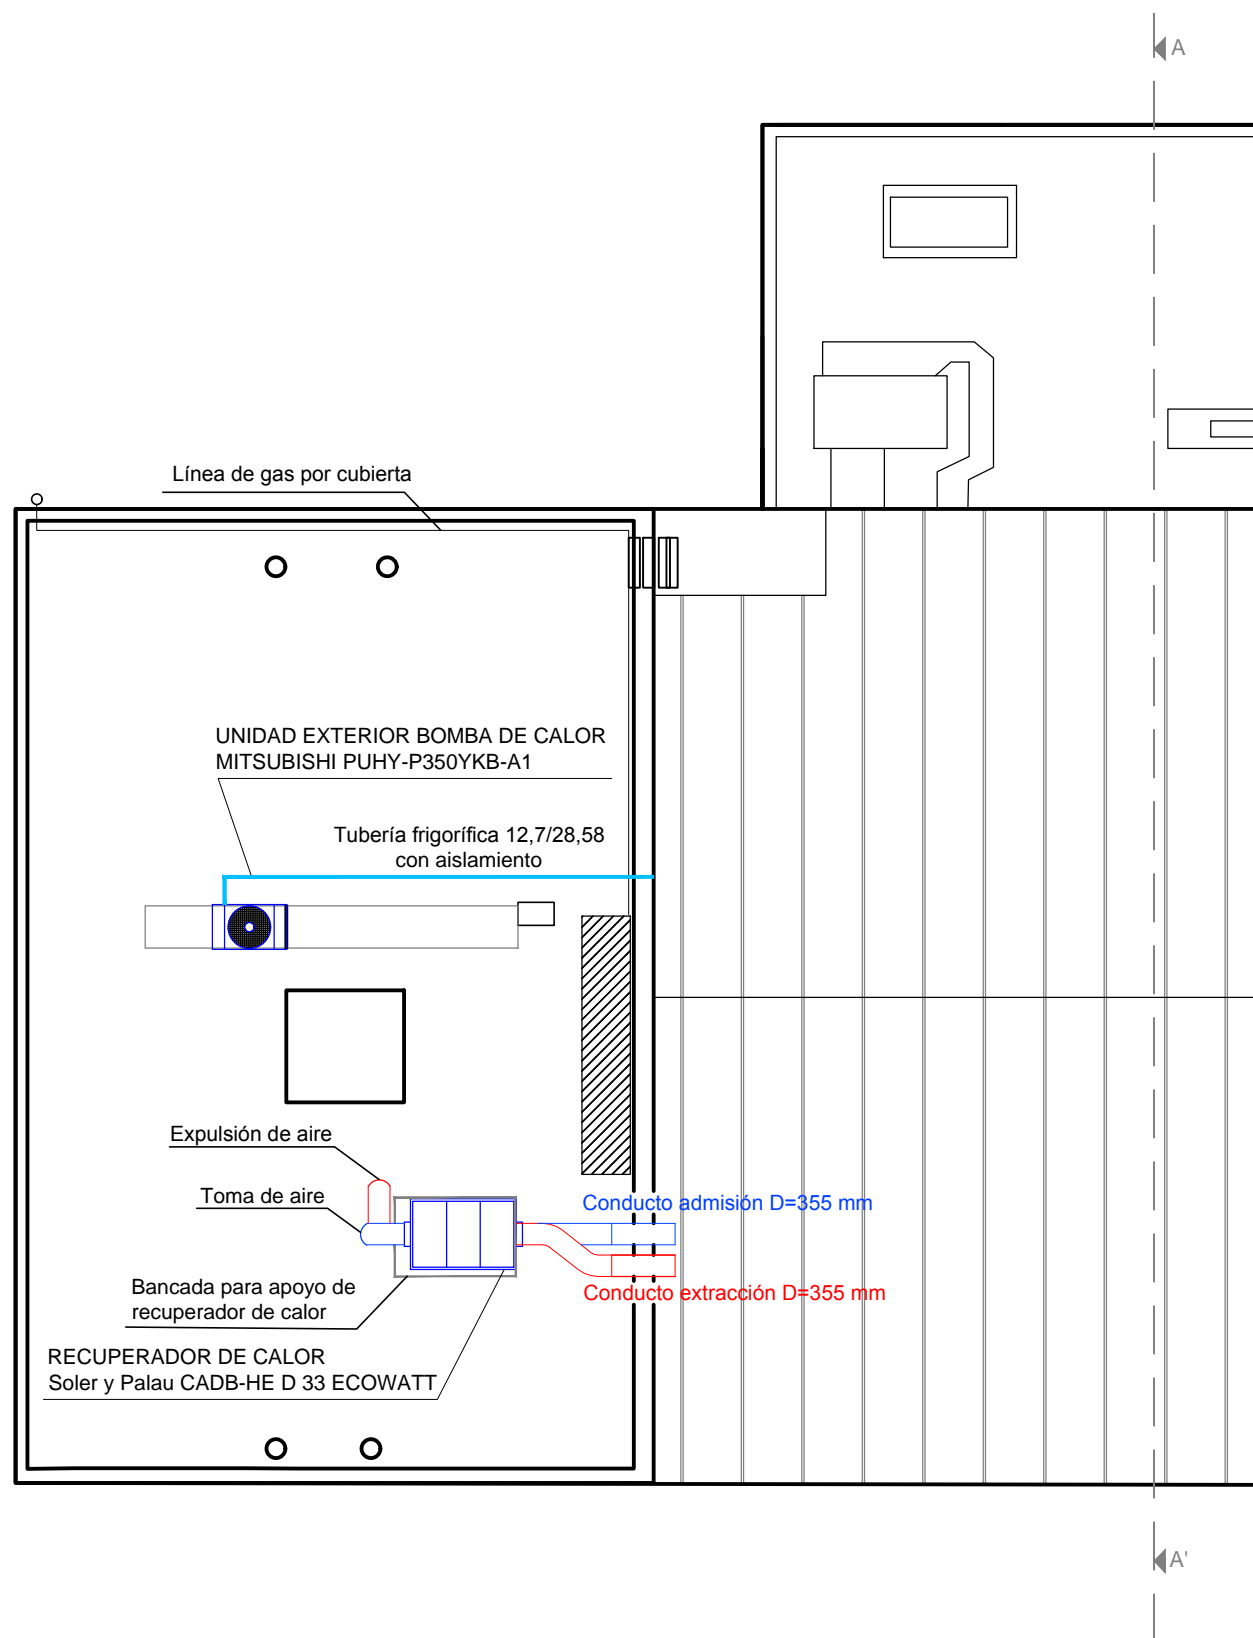 A
Línea de gas por cubierta
UNIDAD EXTERIOR BOMBA DE CALOR
MITSUBISHI PUHY-P350YKB-A1
Tubería frigorífica 12,7/28,58
con aislamiento
Expulsión de aire
Toma de aire
Conducto admisión D=355 mm
Bancada para apoyo de
recuperador de calor
Conducto extracción D=355 mm
RECUPERADOR DE CALOR
Soler y Palau CADB-HE D 33 ECOWATT
A'